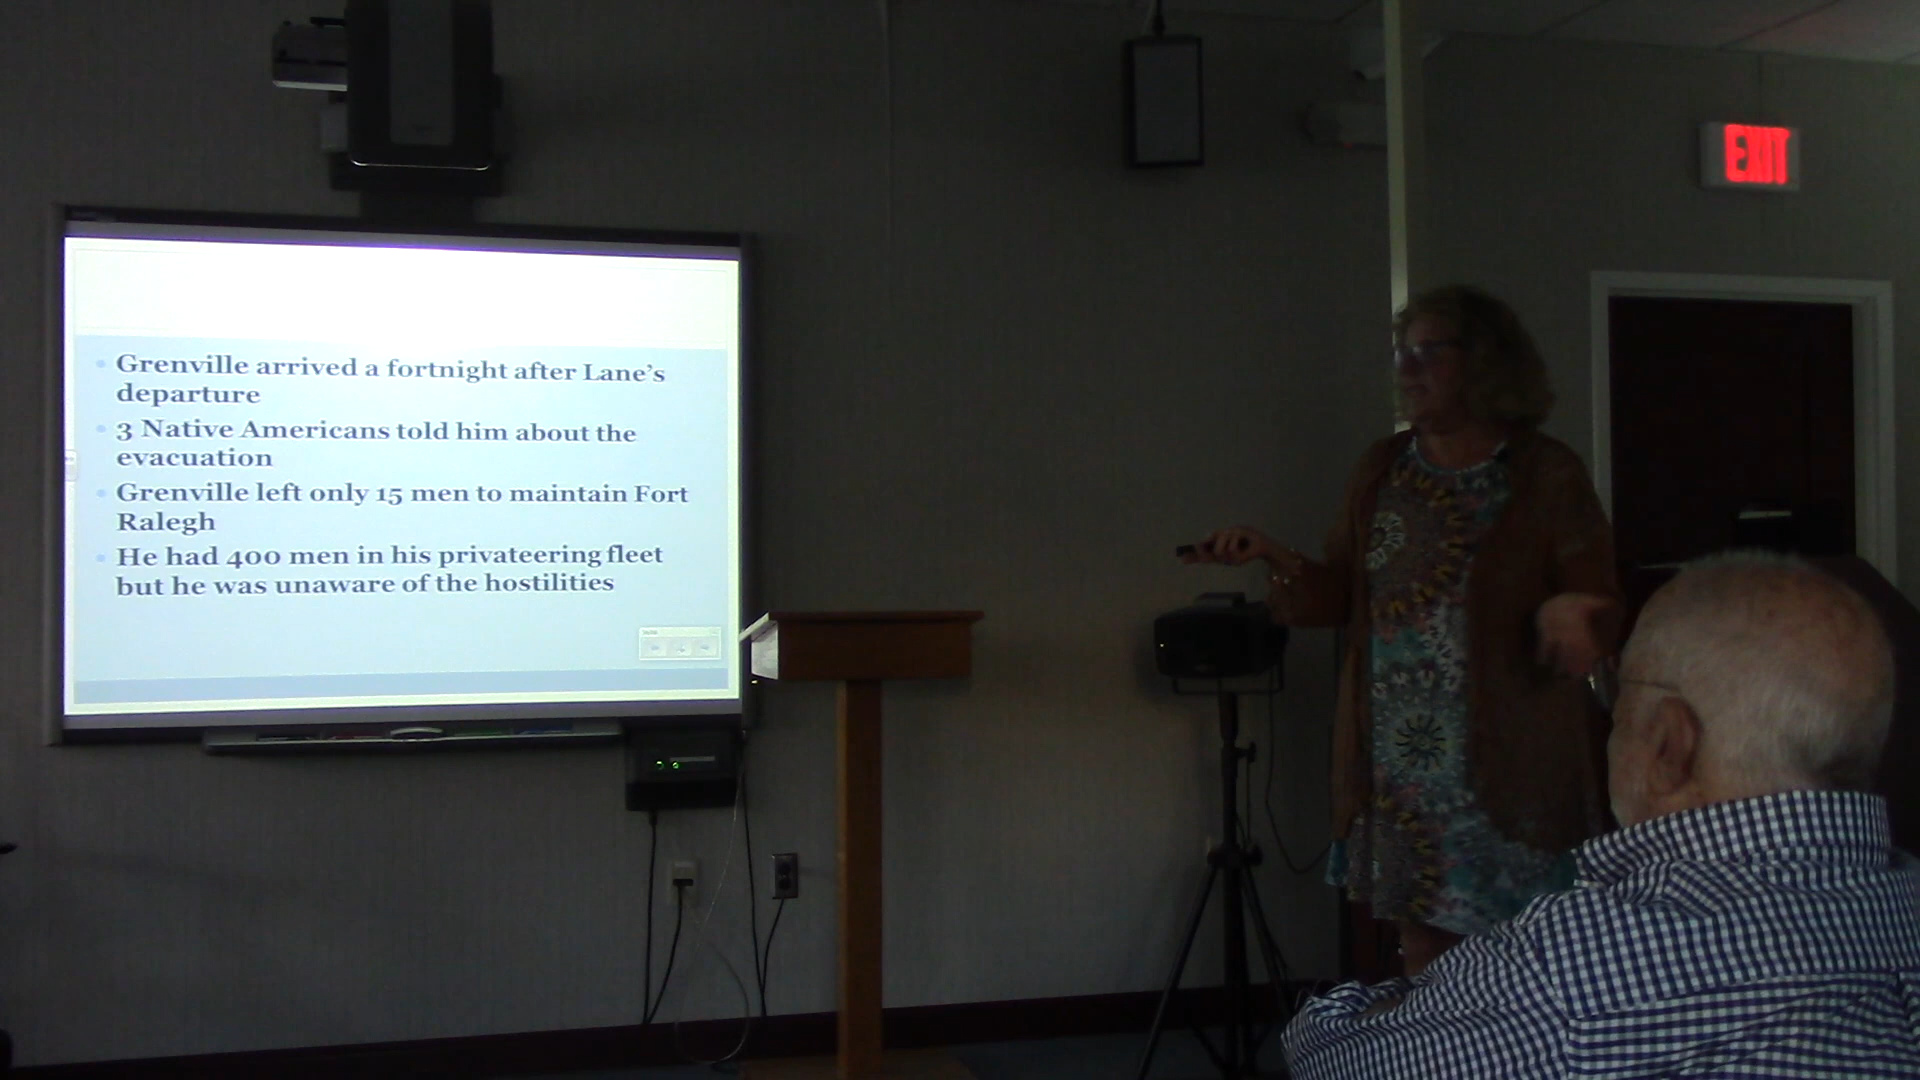 EXIT
Grenville arrived a fortnight after Lane's
departure
3 Native Americans told him about the
evacuation
Grenville left only 15 men to maintain Fort
Ralegh
He had 400 men in his privateering fleet
but he was unaware of the hostilities